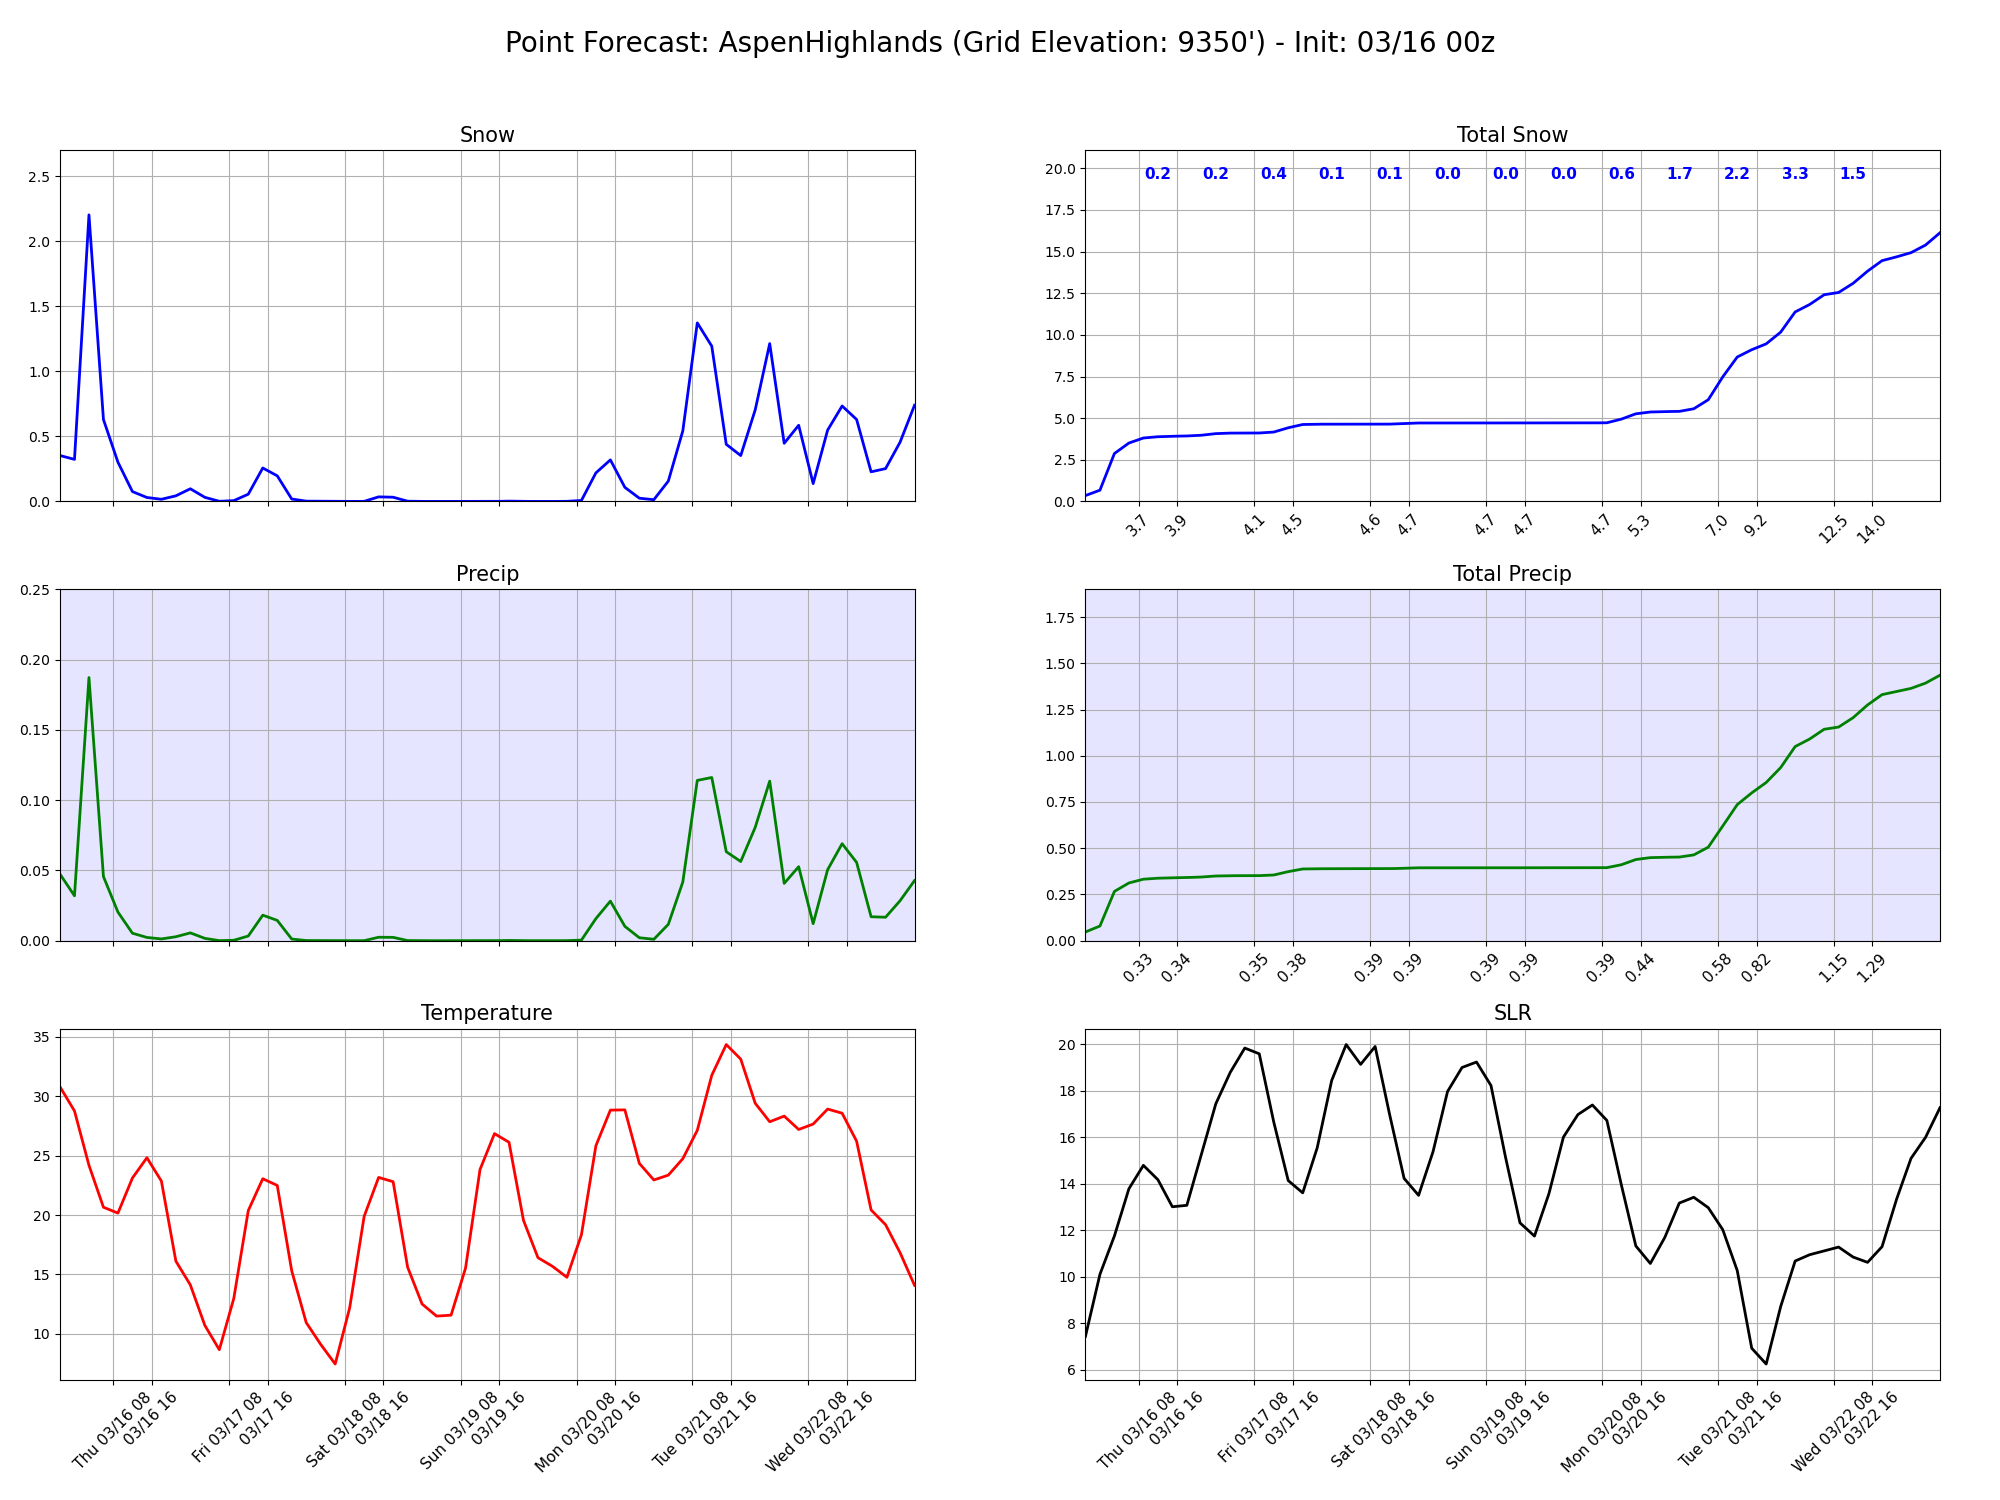 Point Forecast: AspenHighlands (Grid Elevation: 9350') - Init: 03/16 00z
Snow
2.5
2.0
1.5
1.0
0.5
0.0
Total Snow
20.0
17.5
15.0
12.5
10.0
7.5
5.0
2.5
0.0
0.2 0.2 0.4 0.1 0.1 0.0 0.0 0.0 0.6 1.7 2.2 3.3 1.5
3.7 3.9 4.1 4.5 4.6 4.7 4.7 4.7 4.7 5.3 7.0 9.2 12.5 14.0
Precip
0.25
0.20
0.15
0.10
0.05
0.00
Total Precip
1.75
1.50
1.25
1.00
0.75
0.50
0.25
0.00
0.33 0.34 0.35 0.38 0.39 0.39 0.39 0.39 0.39 0.44 0.58 0.82 1.15 1.29
Temperature
35
30
25
20
15
10
Thu 03/16 08
03/16 16
Fri 03/17 08
03/17 16
Sat 03/18 08
03/18 16
Sun 03/19 08
03/19 16
Mon 03/20 08
03/20 16
Tue 03/21 08
03/21 16
Wed 03/22 08
03/22 16
SLR
20
18
16
14
12
10
8
6
Thu 03/16 08
03/16 16
Fri 03/17 08
03/17 16
Sat 03/18 08
03/18 16
Sun 03/19 08
03/19 16
Mon 03/20 08
03/20 16
Tue 03/21 08
03/21 16
Wed 03/22 08
03/22 16